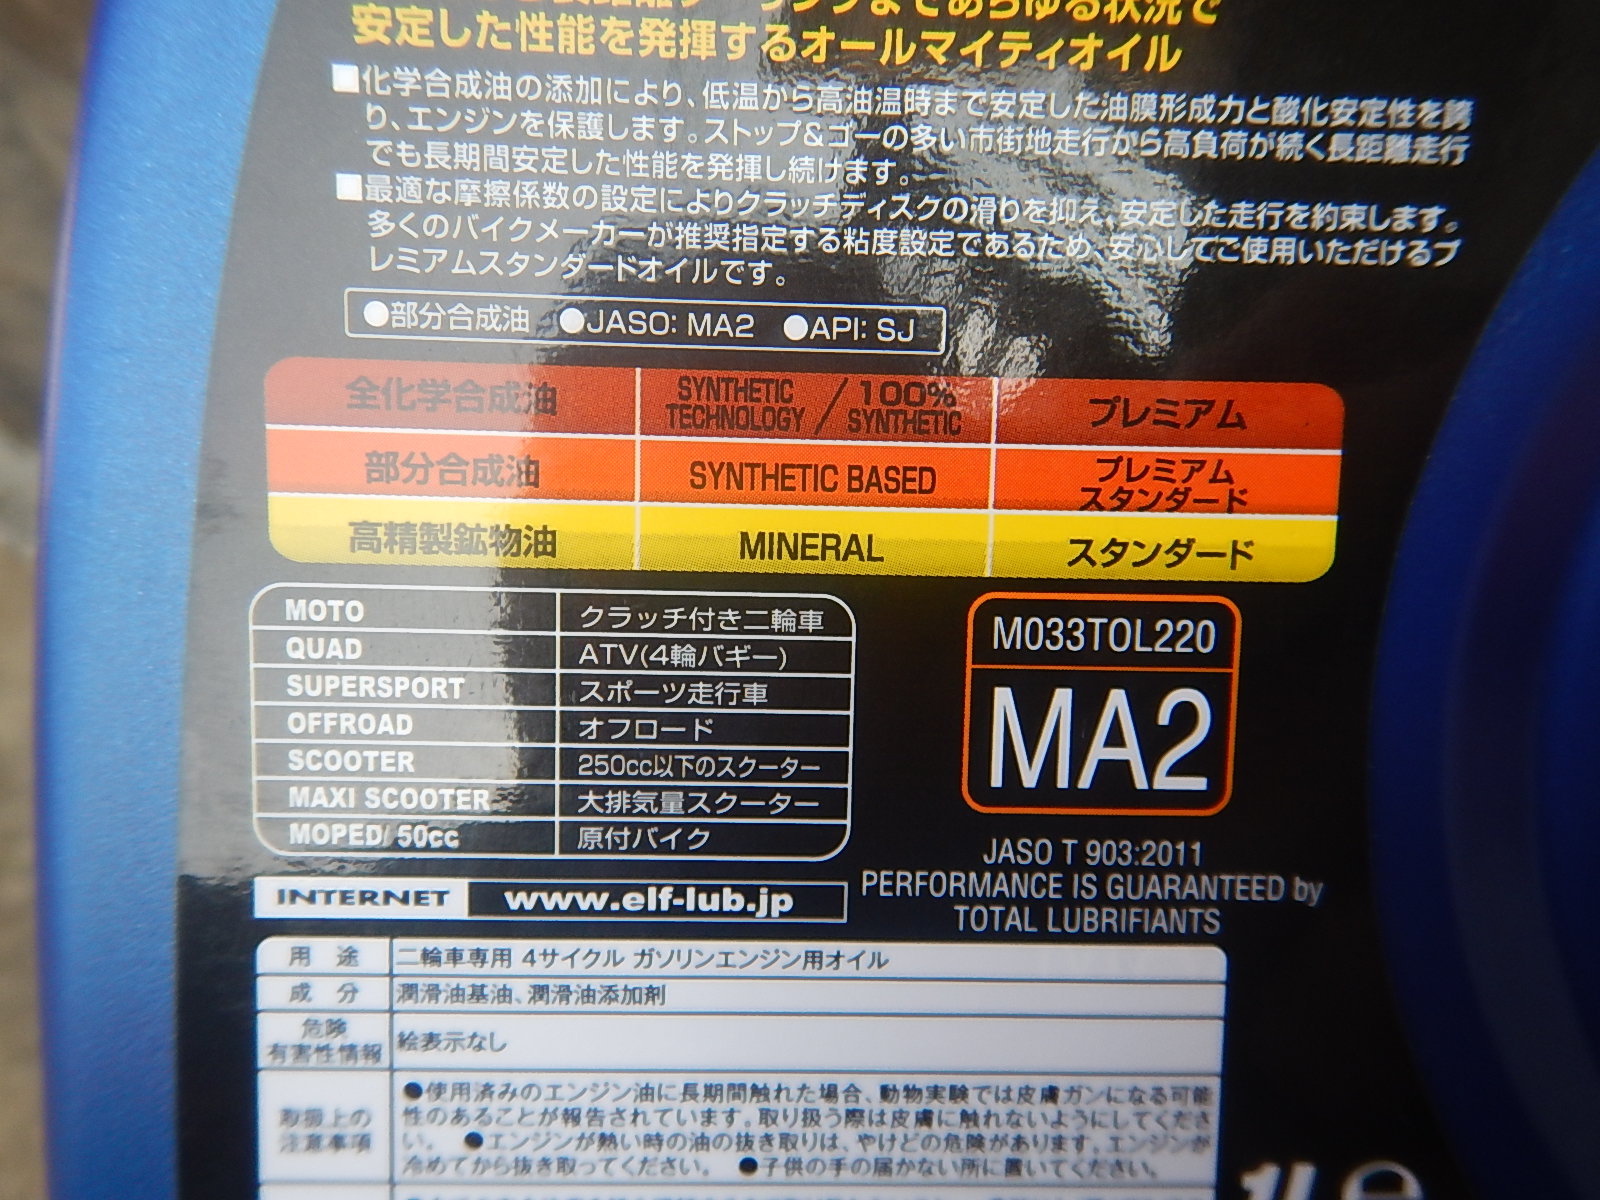 であらゆる状況で
安定した性能を発揮するオールマイティオイル
■化学合成油の添加により、低温から高油温時まで安定した油膜形成力と酸化安定性を誇
り、エンジンを保護します。ストップ&ゴーの多い市街地走行から高負荷が続く長距離走行
でも長期間安定した性能を発揮し続けます。
■最適な摩擦係数の設定によりクラッチディスクの滑りを抑え、安定した走行を約束します。
多くのバイクメーカーが推奨指定する粘度設定であるため、安心してご使用いただけるプ
レミアムスタンダードオイルです。
●部分合成油 ●JASO: MA2 ●API: SJ
全化学合成油 SYNTHETIC TECHNOLOGY / 100% SYNTHETIC プレミアム
部分合成油 SYNTHETIC BASED プレミアム スタンダード
高精製鉱物油 MINERAL スタンダード
MOTO クラッチ付き二輪車
QUAD ATV(4輪バギー)
SUPERSPORT スポーツ走行車
OFFROAD オフロード
SCOOTER 250cc以下のスクーター
MAXI SCOOTER 大排気量スクーター
MOPED/50cc 原付バイク
M033TOL220
MA2
JASO T 903:2011
PERFORMANCE IS GUARANTEED by
TOTAL LUBRIFIANTS
INTERNET www.elf-lub.jp
用途 二輪車専用 4サイクル ガソリンエンジン用オイル
成分 潤滑油基油、潤滑油添加剤
危険
有害性情報 絵表示なし
取扱上の
注意事項
●使用済みのエンジン油に長期間触れた場合、動物実験では皮膚ガンになる可能
性のあることが報告されています。取り扱う際は皮膚に触れないようにしてくださ
い。 ●エンジンが熱い時の油の抜き取りは、やけどの危険があります。エンジンが
冷めてから抜き取ってください。 ●子供の手の届かない所に置いてください。